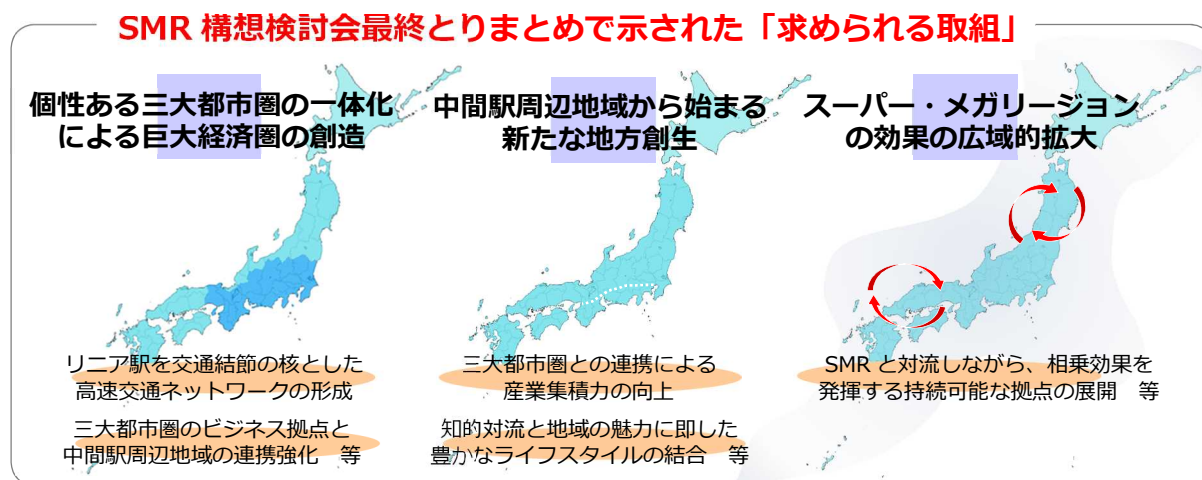 SMR 構想検討会最終とりまとめで示された「求められる取組」
個性ある三大都市圏の一体化
による巨大経済圏の創造
リニア駅を交通結節の核とした
高速交通ネットワークの形成
三大都市圏のビジネス拠点と
中間駅周辺地域の連携強化　等
中間駅周辺地域から始まる
新たな地方創生
三大都市圏との連携による
産業集積力の向上
知的対流と地域の魅力に即した
豊かなライフスタイルの結合　等
スーパー・メガリージョン
の効果の広域的拡大
SMR と対流しながら、相乗効果を
発揮する持続可能な拠点の展開　等